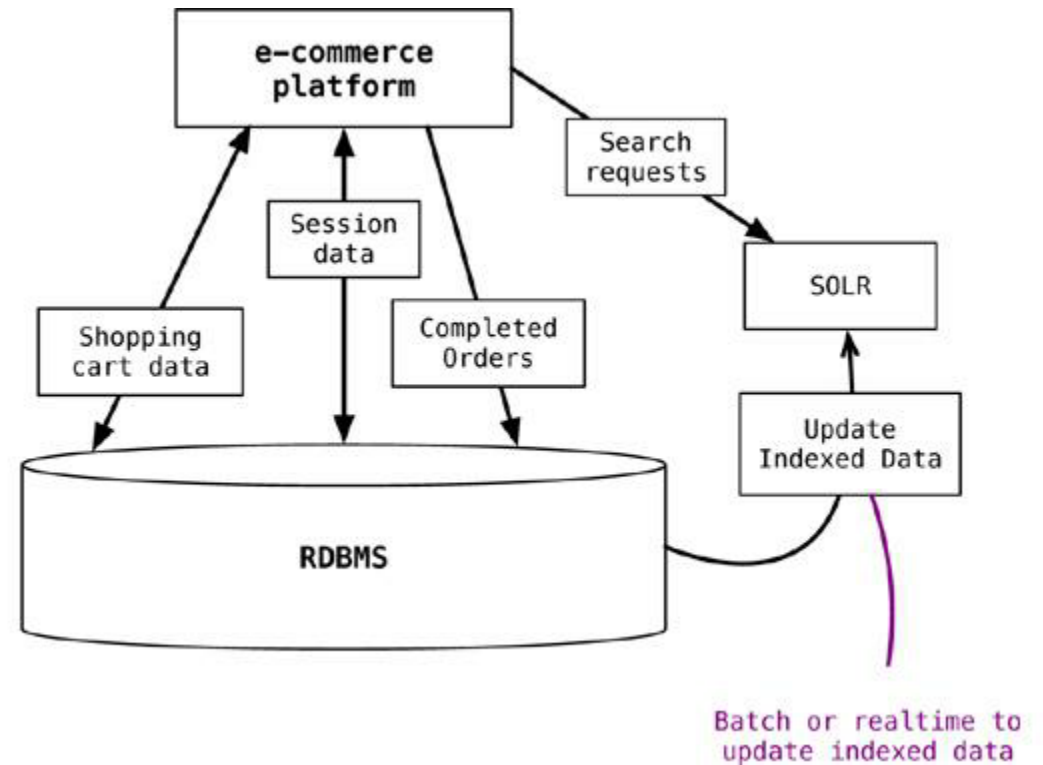 e-commerce
platform
Search
requests
Session
data
SOLR
Shopping
cart data
Completed
Orders
Update
Indexed Data
RDBMS
Batch or realtime to
update indexed data